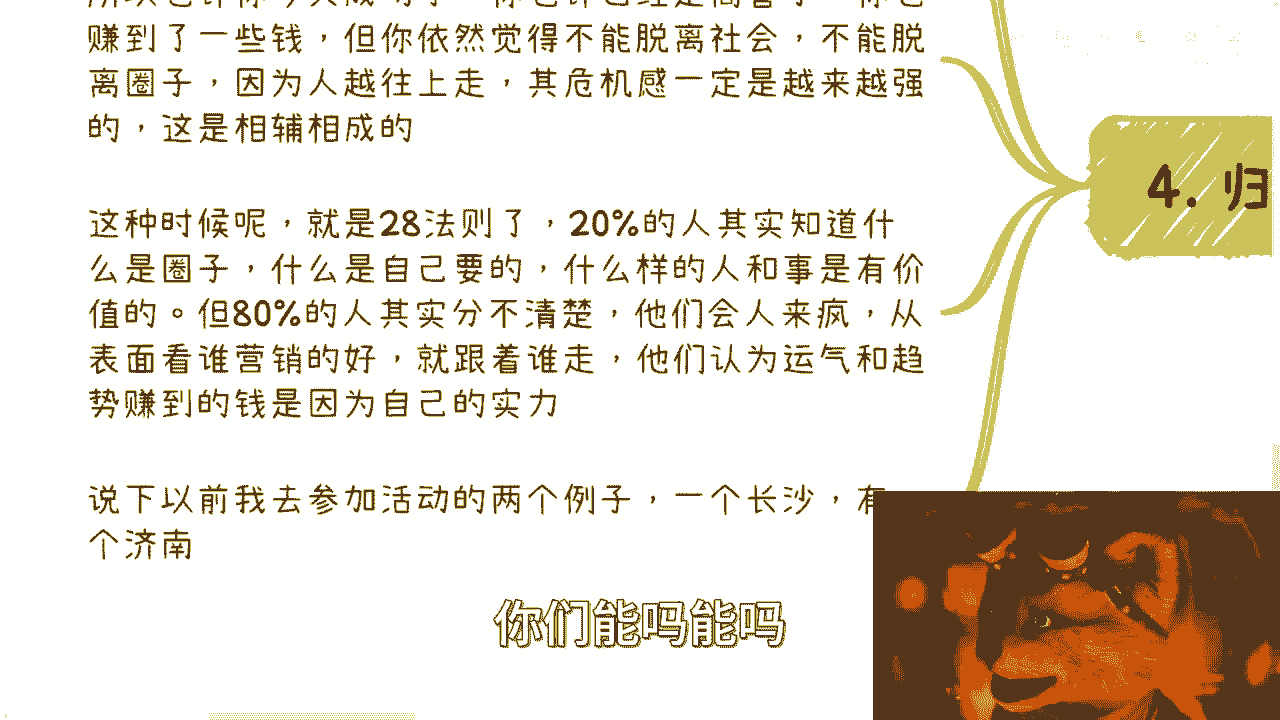 赚到了一些钱，但你依然觉得不能脱离社会，不能脱
离圈子，因为人越往上走，其危机感一定是越来越强
的，这是相辅相成的
这种时候呢，就是28法则了，20%的人其实知道什
么是圈子，什么是自己要的，什么样的人和事是有价
值的。但80%的人其实分不清楚，他们会人来疯，从
表面看谁营销的好，就跟着谁走，他们认为运气和趋
势赚到的钱是因为自己的实力
说下以前我去参加活动的两个例子，一个长沙，有
个济南
4. 归
你们能吗能吗